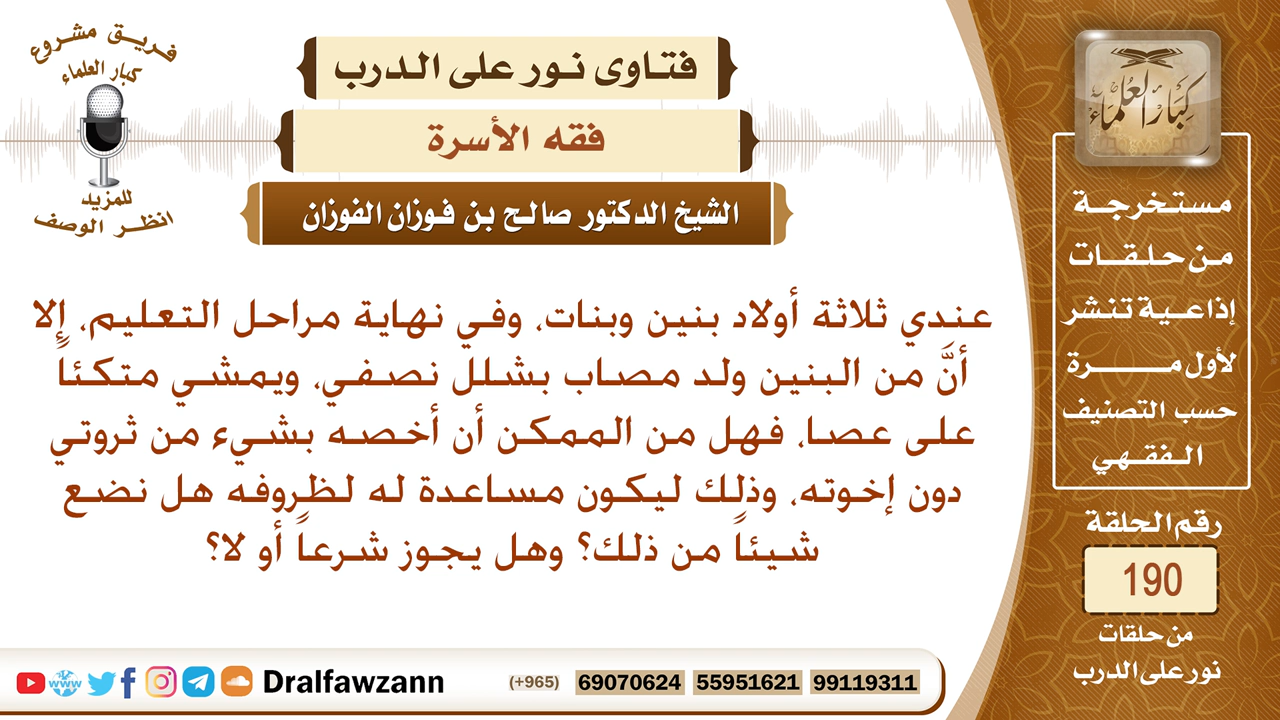 فريق مشروع
كبار العلماء
للمزيد
انظر الوصف
فتاوى نور على الدرب
فقه الأسرة
الشيخ الدكتور صالح بن فوزان الفوزان
عندي ثلاثة أولاد بنين وبنات، وفي نهاية مراحل التعليم، إلا
أنَّ من البنين ولد مصاب بشلل نصفي، ويمشي متكئاً
على عصا، فهل من الممكن أن أخصه بشيء من ثروتي
دون إخوته، وذلك ليكون مساعدة له لظروفه هل نضع
شيئاً من ذلك؟ وهل يجوز شرعاً أو لا؟
كبار العلماء
مستخرجة
من حلقات
إذاعية تنشر
لأول مرة
حسب التصنيف
الفقهي
رقم الحلقة
190
من حلقات
نور على الدرب
www Dralfawzann (+965) 69070624 55951621 99119311